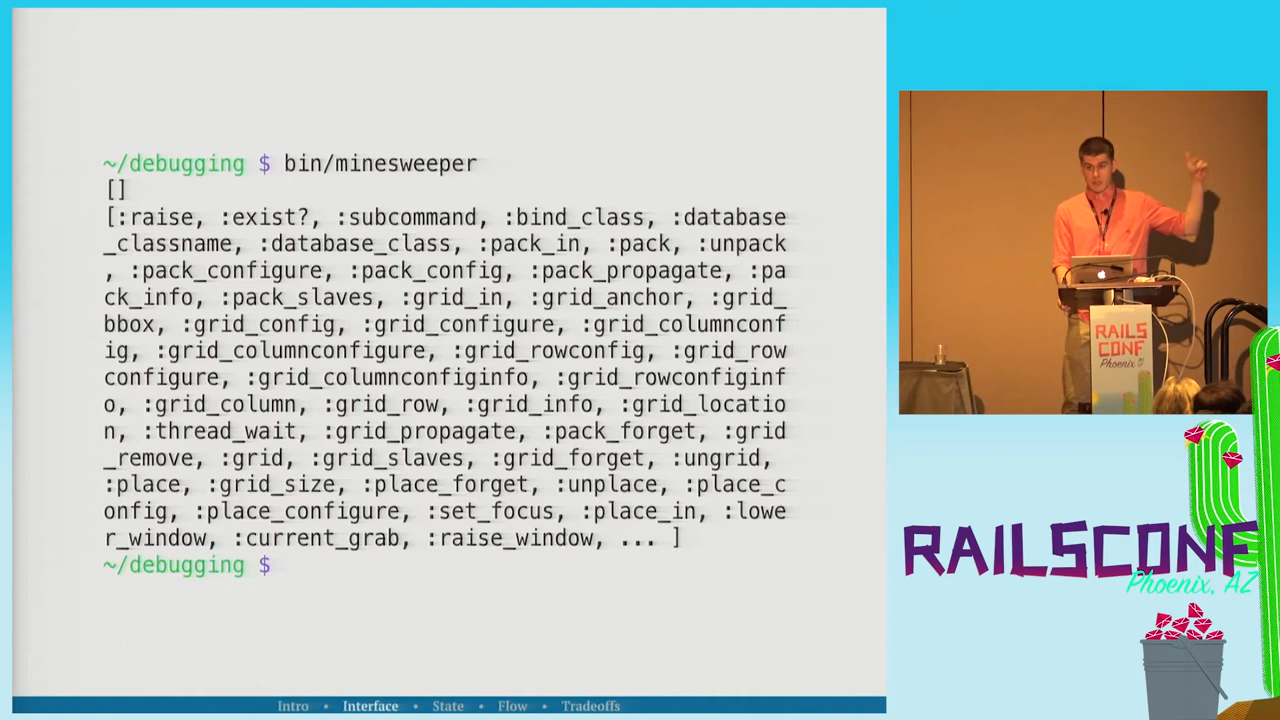 ~/debugging $ bin/minesweeper
[]
[:raise, :exist?, :subcommand, :bind_class, :database
_classname, :database_class, :pack_in, :pack, :unpack
, :pack_configure, :pack_config, :pack_propagate, :pa
ck_info, :pack_slaves, :grid_in, :grid_anchor, :grid_
bbox, :grid_config, :grid_configure, :grid_columnconf
ig, :grid_columnconfigure, :grid_rowconfig, :grid_row
configure, :grid_columnconfiginfo, :grid_rowconfiginf
o, :grid_column, :grid_row, :grid_info, :grid_locatio
n, :thread_wait, :grid_propagate, :pack_forget, :grid
_remove, :grid, :grid_slaves, :grid_forget, :ungrid,
:place, :grid_size, :place_forget, :unplace, :place_c
onfig, :place_configure, :set_focus, :place_in, :lowe
r_window, :current_grab, :raise_window, ... ]
~/debugging $
Intro • Interface • State • Flow • Tradeoffs
RAILS
CONF
Phoenix
RAILSCONF
Phoenix, AZ